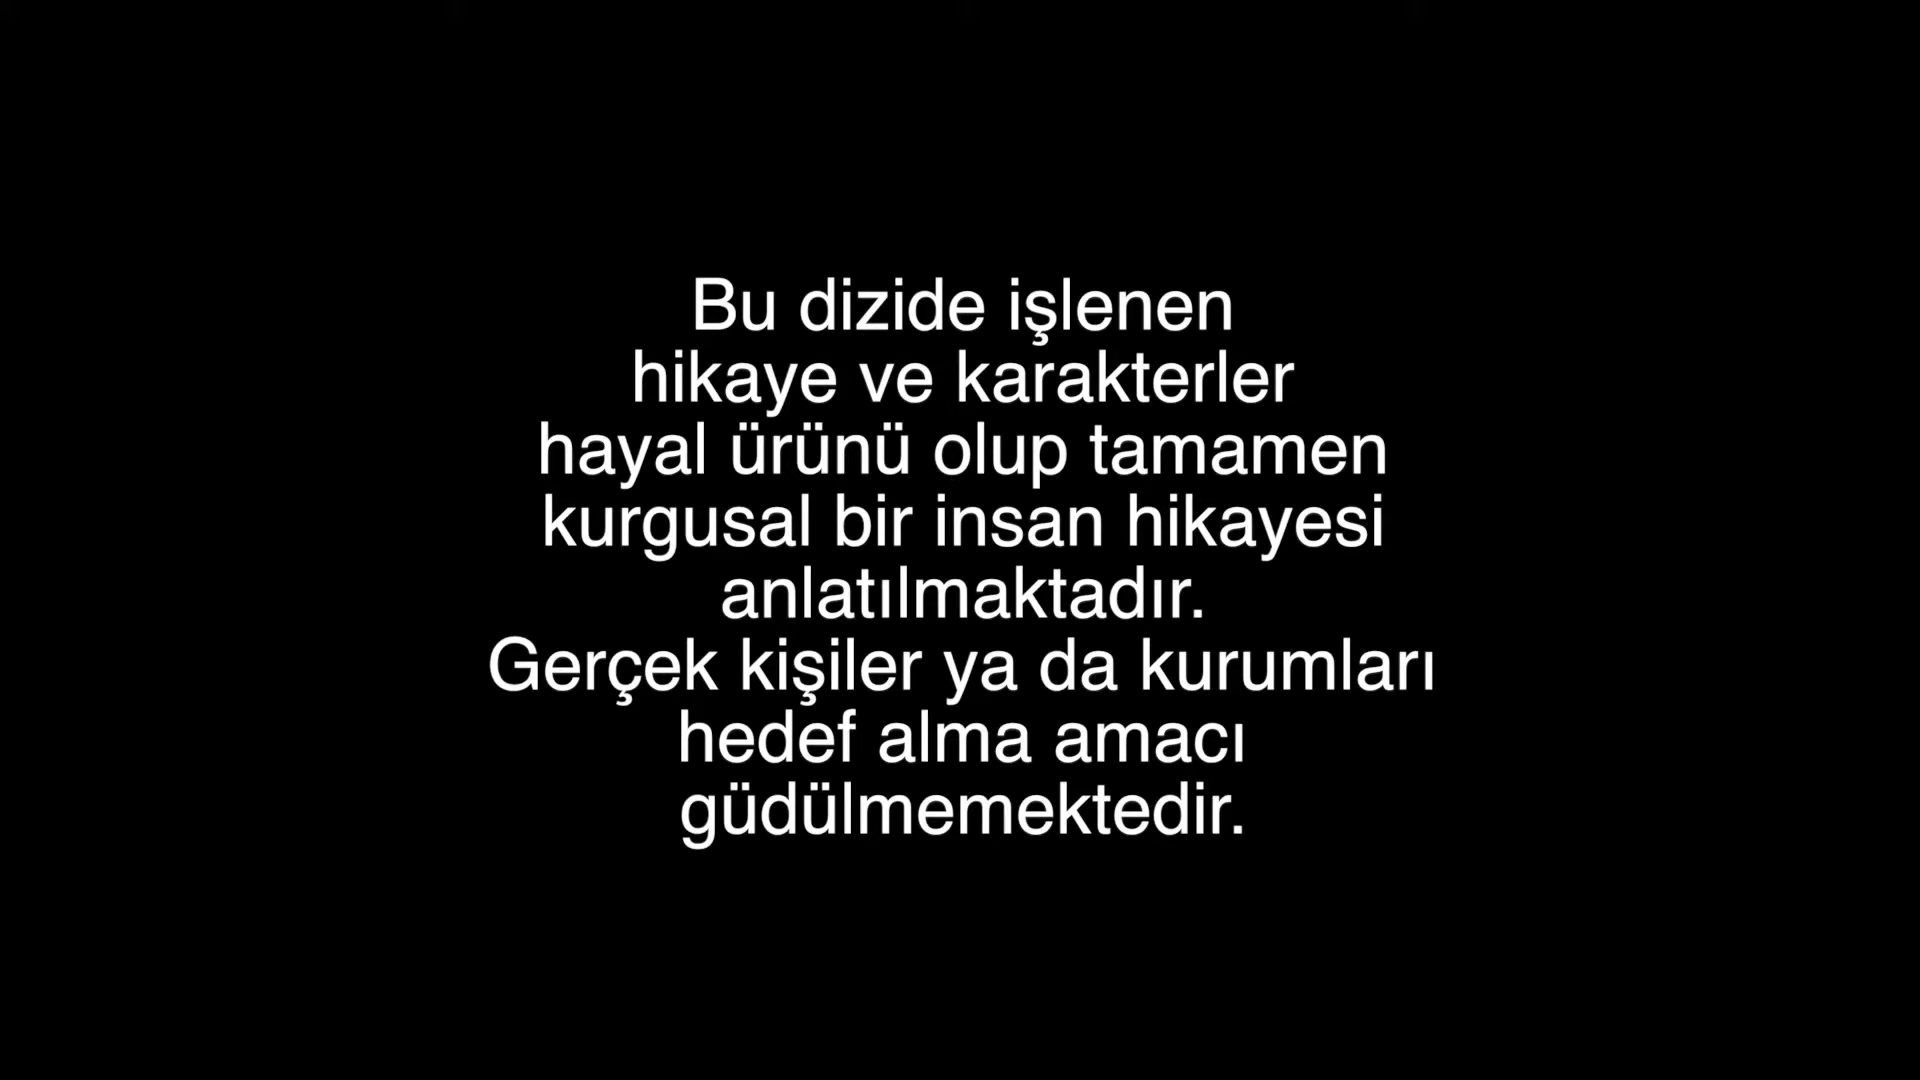 Bu dizide işlenen
hikaye ve karakterler
hayal ürünü olup tamamen
kurgusal bir insan hikayesi
anlatılmaktadır.
Gerçek kişiler ya da kurumları
hedef alma amacı
güdülmemektedir.